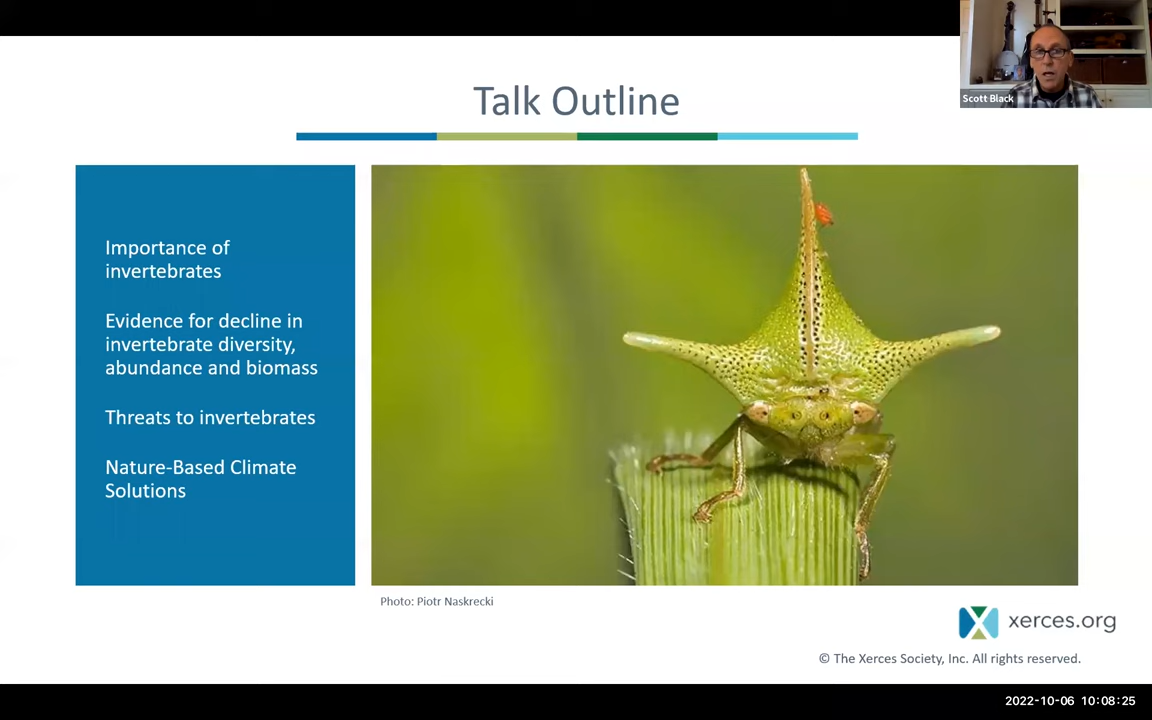 Talk Outline
Scott Black
Importance of
invertebrates
Evidence for decline in
invertebrate diversity,
abundance and biomass
Threats to invertebrates
Nature-Based Climate
Solutions
Photo: Piotr Naskrecki
xerces.org
© The Xerces Society, Inc. All rights reserved.
2022-10-06 10:08:25